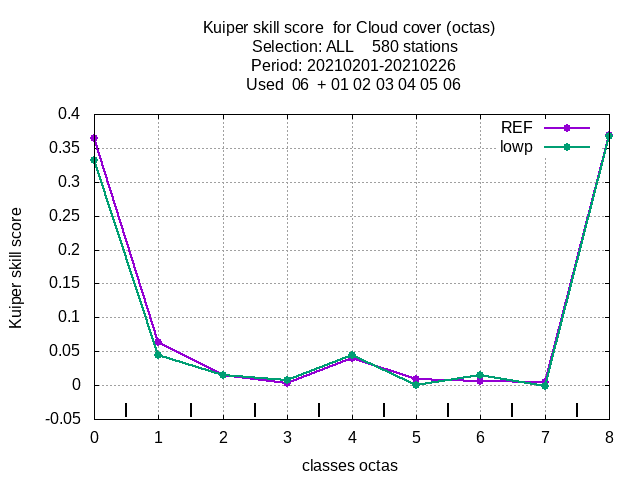 Kuiper skill score  for Cloud cover (octas)
Selection: ALL    580 stations
Period: 20210201-20210226
Used  06  + 01 02 03 04 05 06
REF
lowp
0.4
0.35
0.3
0.25
0.2
0.15
0.1
0.05
0
-0.05
Kuiper skill score
0 1 2 3 4 5 6 7 8
classes octas